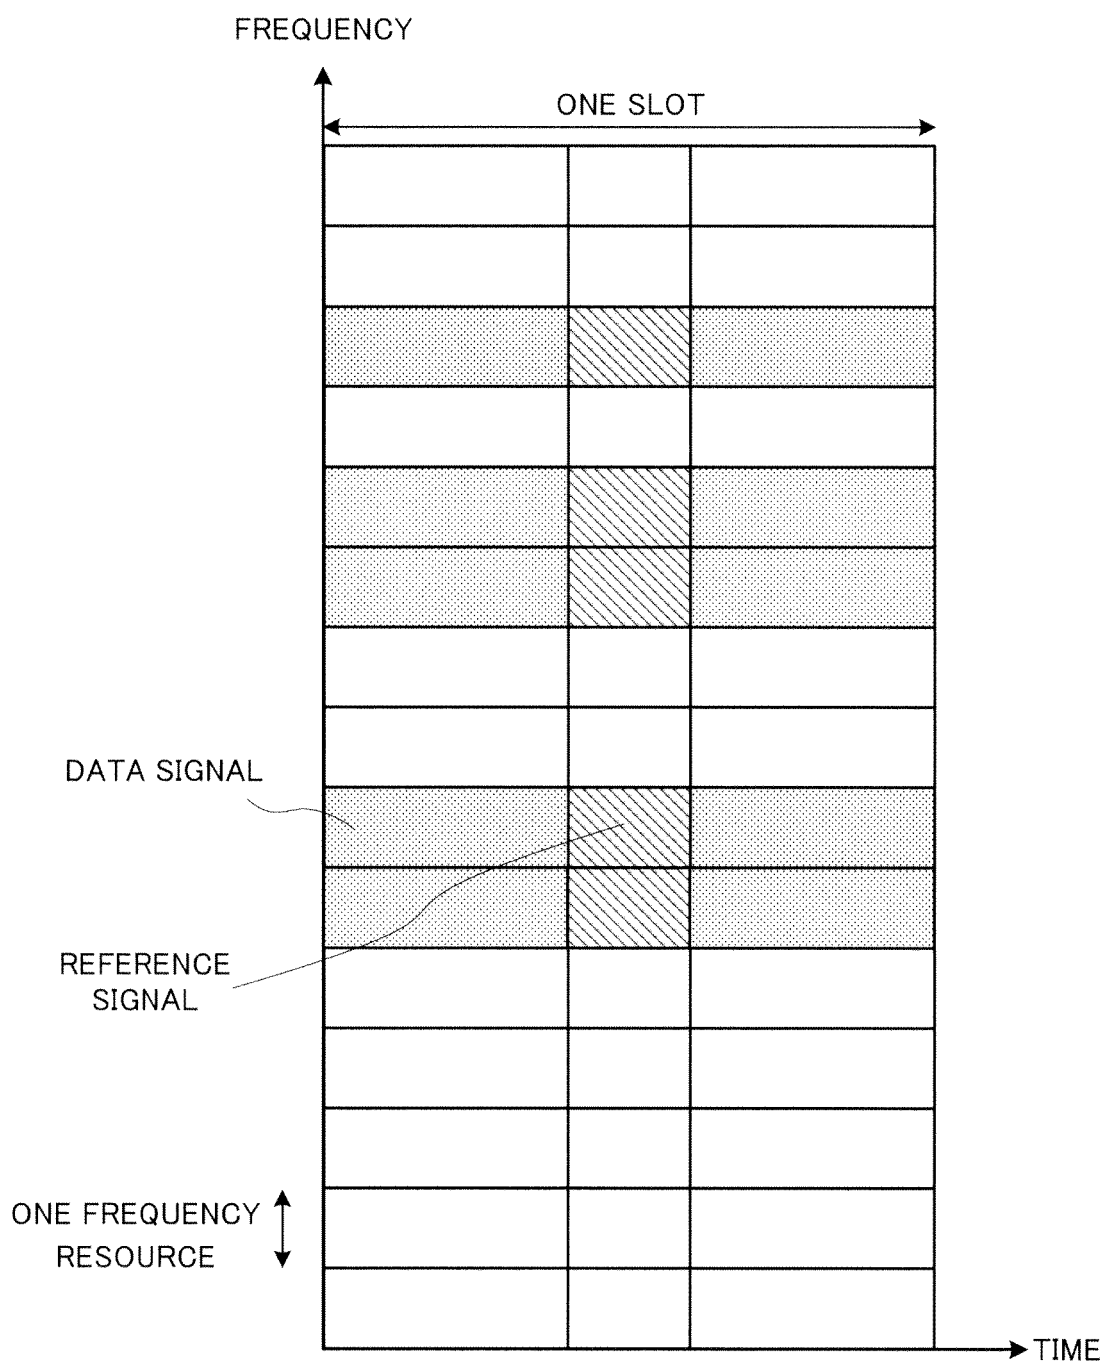 FREQUENCY
ONE SLOT
DATA SIGNAL
REFERENCE
SIGNAL
ONE FREQUENCY
RESOURCE
TIME